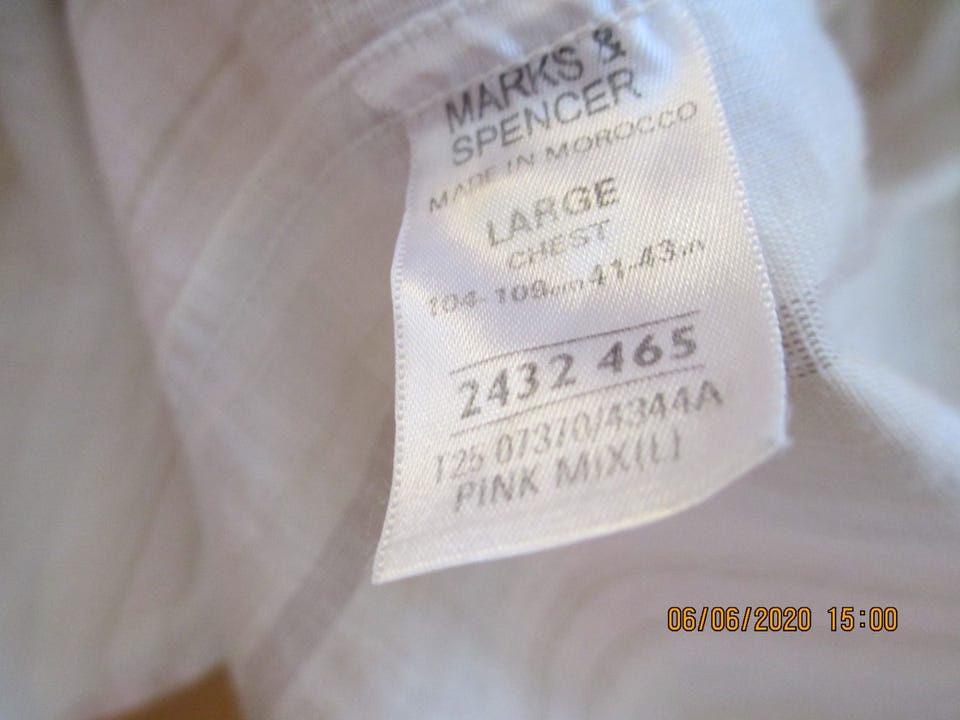 MARKS &
SPENCER
MADE IN MOROCCO
LARGE
CHEST
104-109cm 41-43in
2432 465
T25 07370/4344A
PINK MIX(L)
06/06/2020 15:00